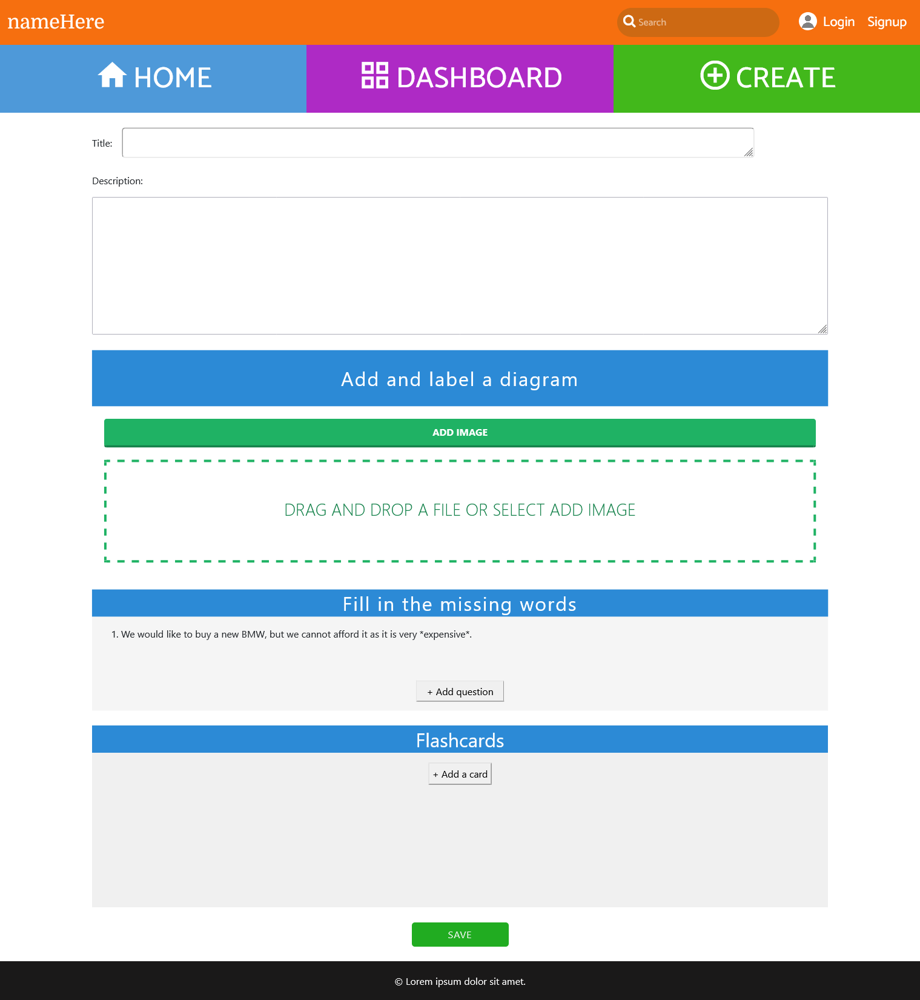 nameHere
Search
Login Signup
HOME
DASHBOARD
CREATE
Title:
Description:
Add and label a diagram
ADD IMAGE
DRAG AND DROP A FILE OR SELECT ADD IMAGE
Fill in the missing words
1. We would like to buy a new BMW, but we cannot afford it as it is very *expensive*.
+ Add question
Flashcards
+ Add a card
SAVE
© Lorem ipsum dolor sit amet.